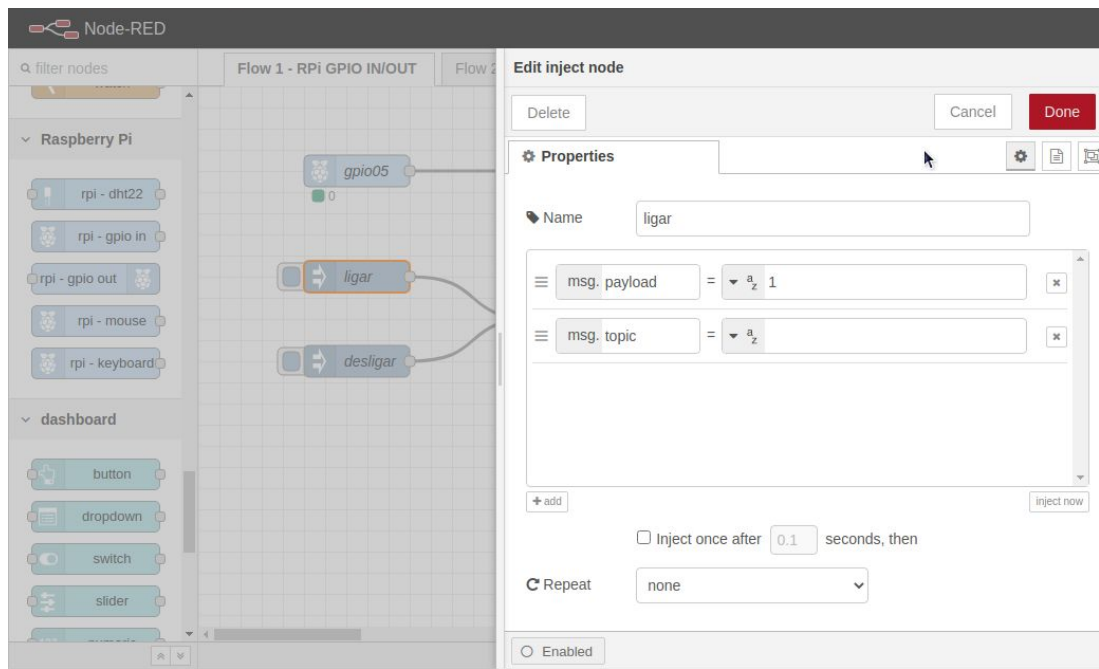 Node-RED
filter nodes
Flow 1 - RPi GPIO IN/OUT
Flow 2
Edit inject node
Delete
Cancel
Done
Properties
Raspberry Pi
rpi - dht22
rpi - gpio in
rpi - gpio out
rpi - mouse
rpi - keyboard
dashboard
button
dropdown
switch
slider
gpio05
0
ligar
desligar
Name
ligar
msg. payload = a z 1
msg. topic = a z
add
inject now
Inject once after 0.1 seconds, then
Repeat none
Enabled